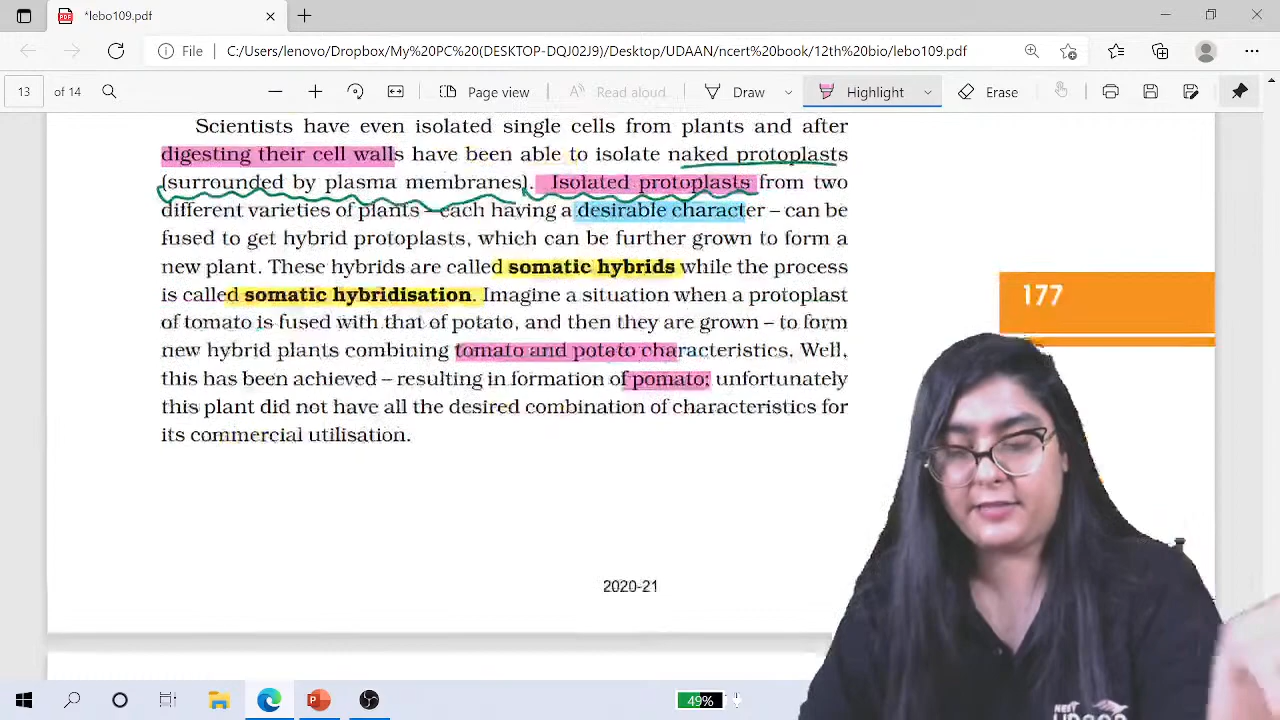 *lebo109.pdf
File
C:/Users/lenovo/Dropbox/My%20PC%20(DESKTOP-DQJ02J9)/Desktop/UDAAN/ncert%20book/12th%20bio/lebo109.pdf
13 of 14
Page view
Read aloud
Draw
Highlight
Erase
Scientists have even isolated single cells from plants and after
digesting their cell walls have been able to isolate naked protoplasts
(surrounded by plasma membranes). Isolated protoplasts from two
different varieties of plants – each having a desirable character – can be
fused to get hybrid protoplasts, which can be further grown to form a
new plant. These hybrids are called somatic hybrids while the process
is called somatic hybridisation. Imagine a situation when a protoplast
of tomato is fused with that of potato, and then they are grown – to form
new hybrid plants combining tomato and potato characteristics. Well,
this has been achieved – resulting in formation of pomato; unfortunately
this plant did not have all the desired combination of characteristics for
its commercial utilisation.
177
2020-21
49%
NEET
UDAAN